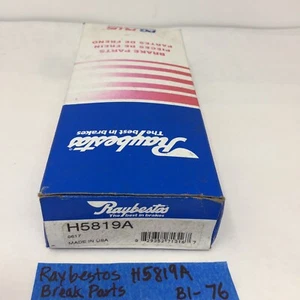 BRAKE PARTS
PIEZAS DE FREIN
PARTES DE FRENO
Raybestos
The best in brakes
Raybestos
The best in brakes
H5819A
MADE IN USA
Raybestos H5819A
Break Parts
B1-76